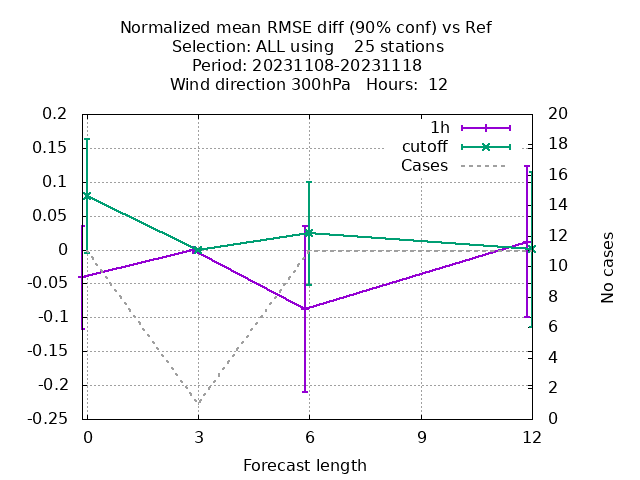 Normalized mean RMSE diff (90% conf) vs Ref
Selection: ALL using    25 stations
Period: 20231108-20231118
Wind direction 300hPa   Hours:  12
1h
cutoff
Cases
0.2
0.15
0.1
0.05
0
-0.05
-0.1
-0.15
-0.2
-0.25
20
18
16
14
12
10
8
6
4
2
0
No cases
0 3 6 9 12
Forecast length